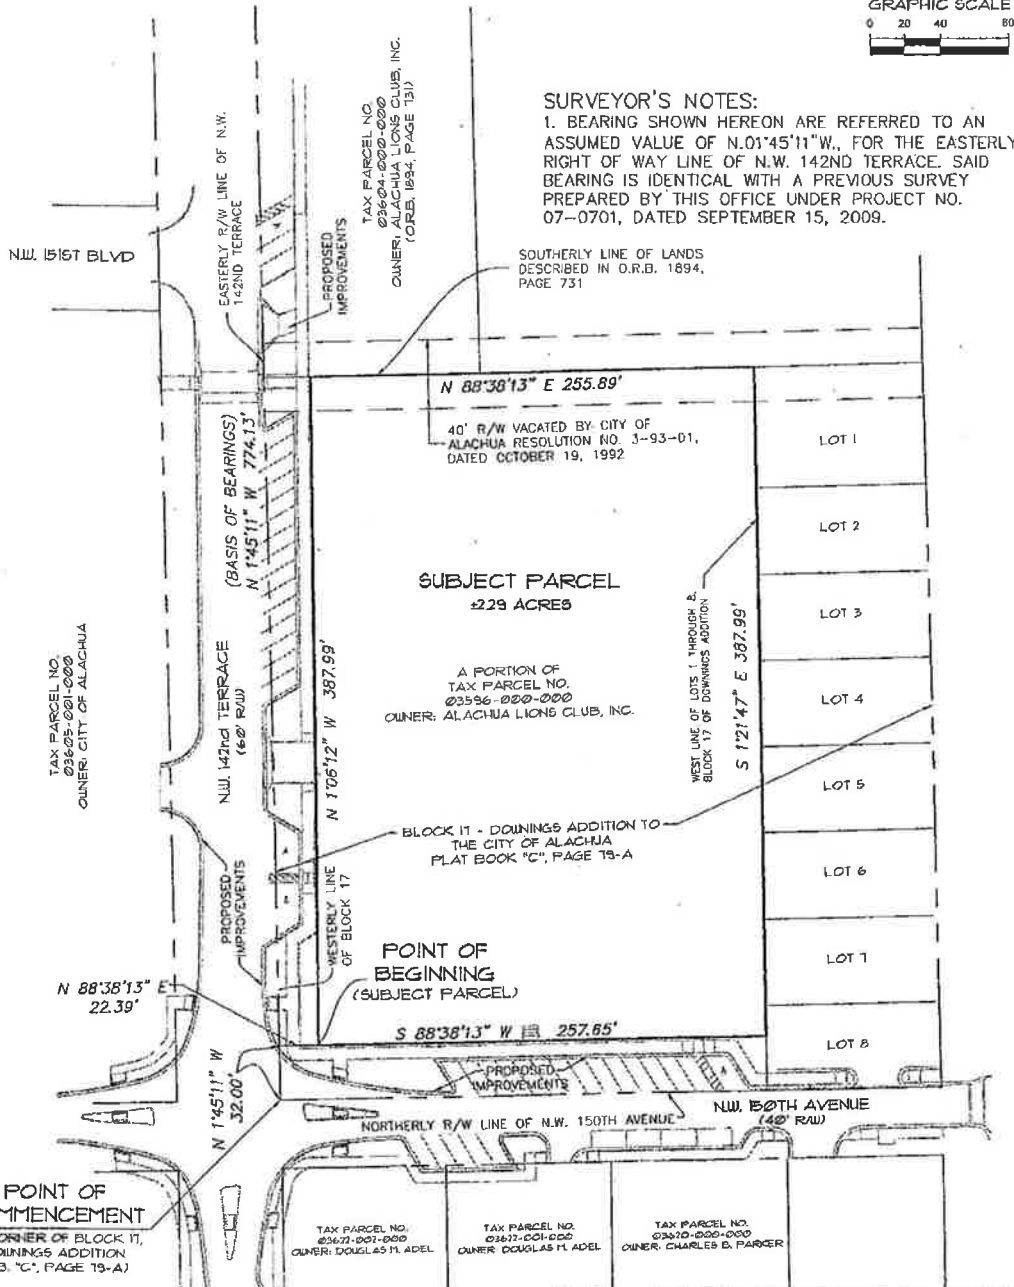 GRAPHIC SCALE
0 20 40 80
SURVEYOR'S NOTES:
1. BEARING SHOWN HEREON ARE REFERRED TO AN
ASSUMED VALUE OF N.01°45'11"W., FOR THE EASTERLY
RIGHT OF WAY LINE OF N.W. 142ND TERRACE. SAID
BEARING IS IDENTICAL WITH A PREVIOUS SURVEY
PREPARED BY THIS OFFICE UNDER PROJECT NO.
07-0701, DATED SEPTEMBER 15, 2009.
TAX PARCEL NO.
03604-000-000
OWNER: ALACHUA LIONS CLUB, INC.
(O.R.B. 1894, PAGE 731)
EASTERLY R/W LINE OF N.W.
142ND TERRACE
PROPOSED
IMPROVEMENTS
N.W. 151ST BLVD
SOUTHERLY LINE OF LANDS
DESCRIBED IN O.R.B. 1894,
PAGE 731
N 88°38'13" E 255.89'
40' R/W VACATED BY CITY OF
ALACHUA RESOLUTION NO. 3-93-01,
DATED OCTOBER 19, 1992
(BASIS OF BEARINGS)
N 1°45'11" W 774.13'
SUBJECT PARCEL
±2.29 ACRES
A PORTION OF
TAX PARCEL NO.
03596-000-000
OWNER: ALACHUA LIONS CLUB, INC.
N 1°06'12" W 387.99'
WEST LINE OF LOTS 1 THROUGH 8,
BLOCK 17 OF DOWNINGS ADDITION
S 1°21'47" E 387.99'
LOT 1
LOT 2
LOT 3
LOT 4
LOT 5
LOT 6
LOT 7
LOT 8
TAX PARCEL NO.
03605-001-000
OWNER: CITY OF ALACHUA
N.W. 142nd TERRACE
(60' R/W)
BLOCK 17 - DOWNINGS ADDITION TO
THE CITY OF ALACHUA
PLAT BOOK "C", PAGE 79-A
PROPOSED
IMPROVEMENTS
WESTERLY LINE
OF BLOCK 17
POINT OF
BEGINNING
(SUBJECT PARCEL)
N 88°38'13" E
22.39'
S 88°38'13" W 257.65'
N 1°45'11" W
32.00'
PROPOSED
IMPROVEMENTS
NORTHERLY R/W LINE OF N.W. 150TH AVENUE
N.W. 150TH AVENUE
(40' R/W)
POINT OF
MMENCEMENT
ORNER OF BLOCK 17,
OWNINGS ADDITION
B. "C", PAGE 79-A)
TAX PARCEL NO.
03672-002-000
OWNER: DOUGLAS M. ADEL
TAX PARCEL NO.
03672-001-000
OWNER: DOUGLAS M. ADEL
TAX PARCEL NO.
03670-000-000
OWNER: CHARLES B. PARKER